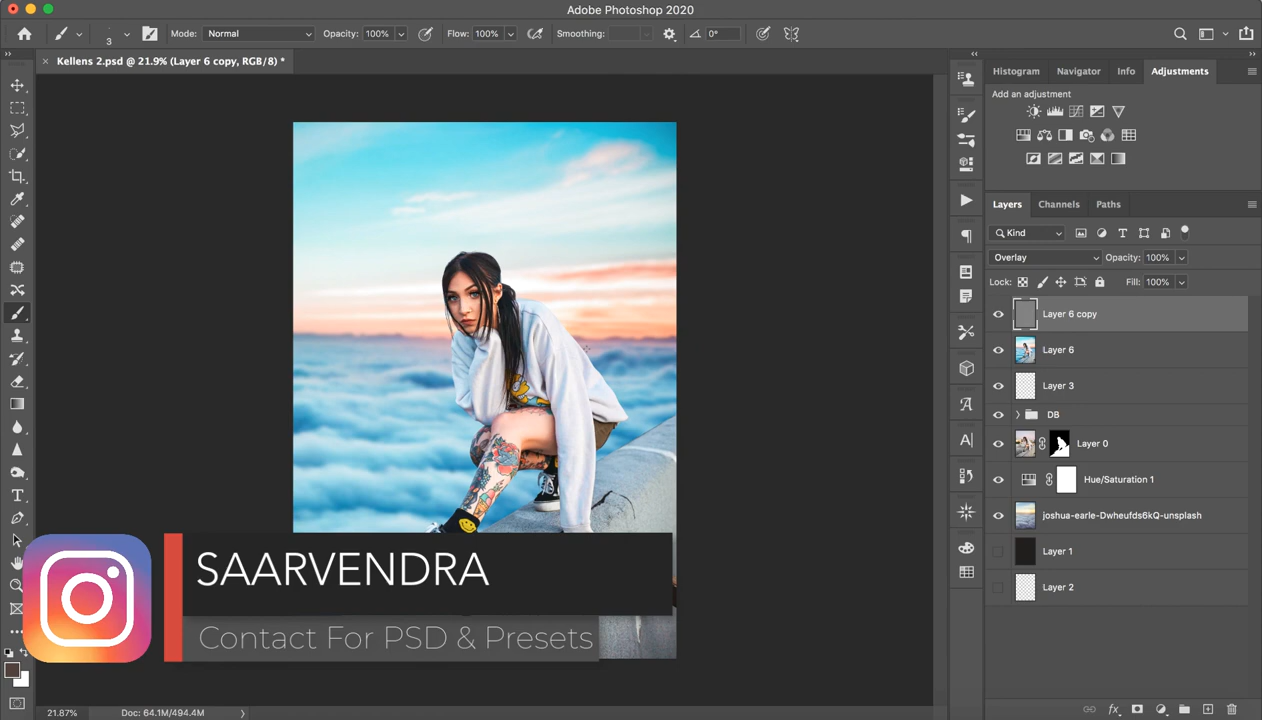 Adobe Photoshop 2020
3
Mode: Normal
Opacity: 100%
Flow: 100%
Smoothing:
0°
Kellens 2.psd @ 21.9% (Layer 6 copy, RGB/8) *
Histogram
Navigator
Info
Adjustments
Add an adjustment
Layers
Channels
Paths
Kind
Overlay
Opacity: 100%
Lock:
Fill: 100%
Layer 6 copy
Layer 6
Layer 3
DB
Layer 0
Hue/Saturation 1
joshua-earle-Dwheufds6kQ-unsplash
Layer 1
Layer 2
SAARVENDRA
Contact For PSD & Presets
21.87%
Doc: 64.1M/494.4M